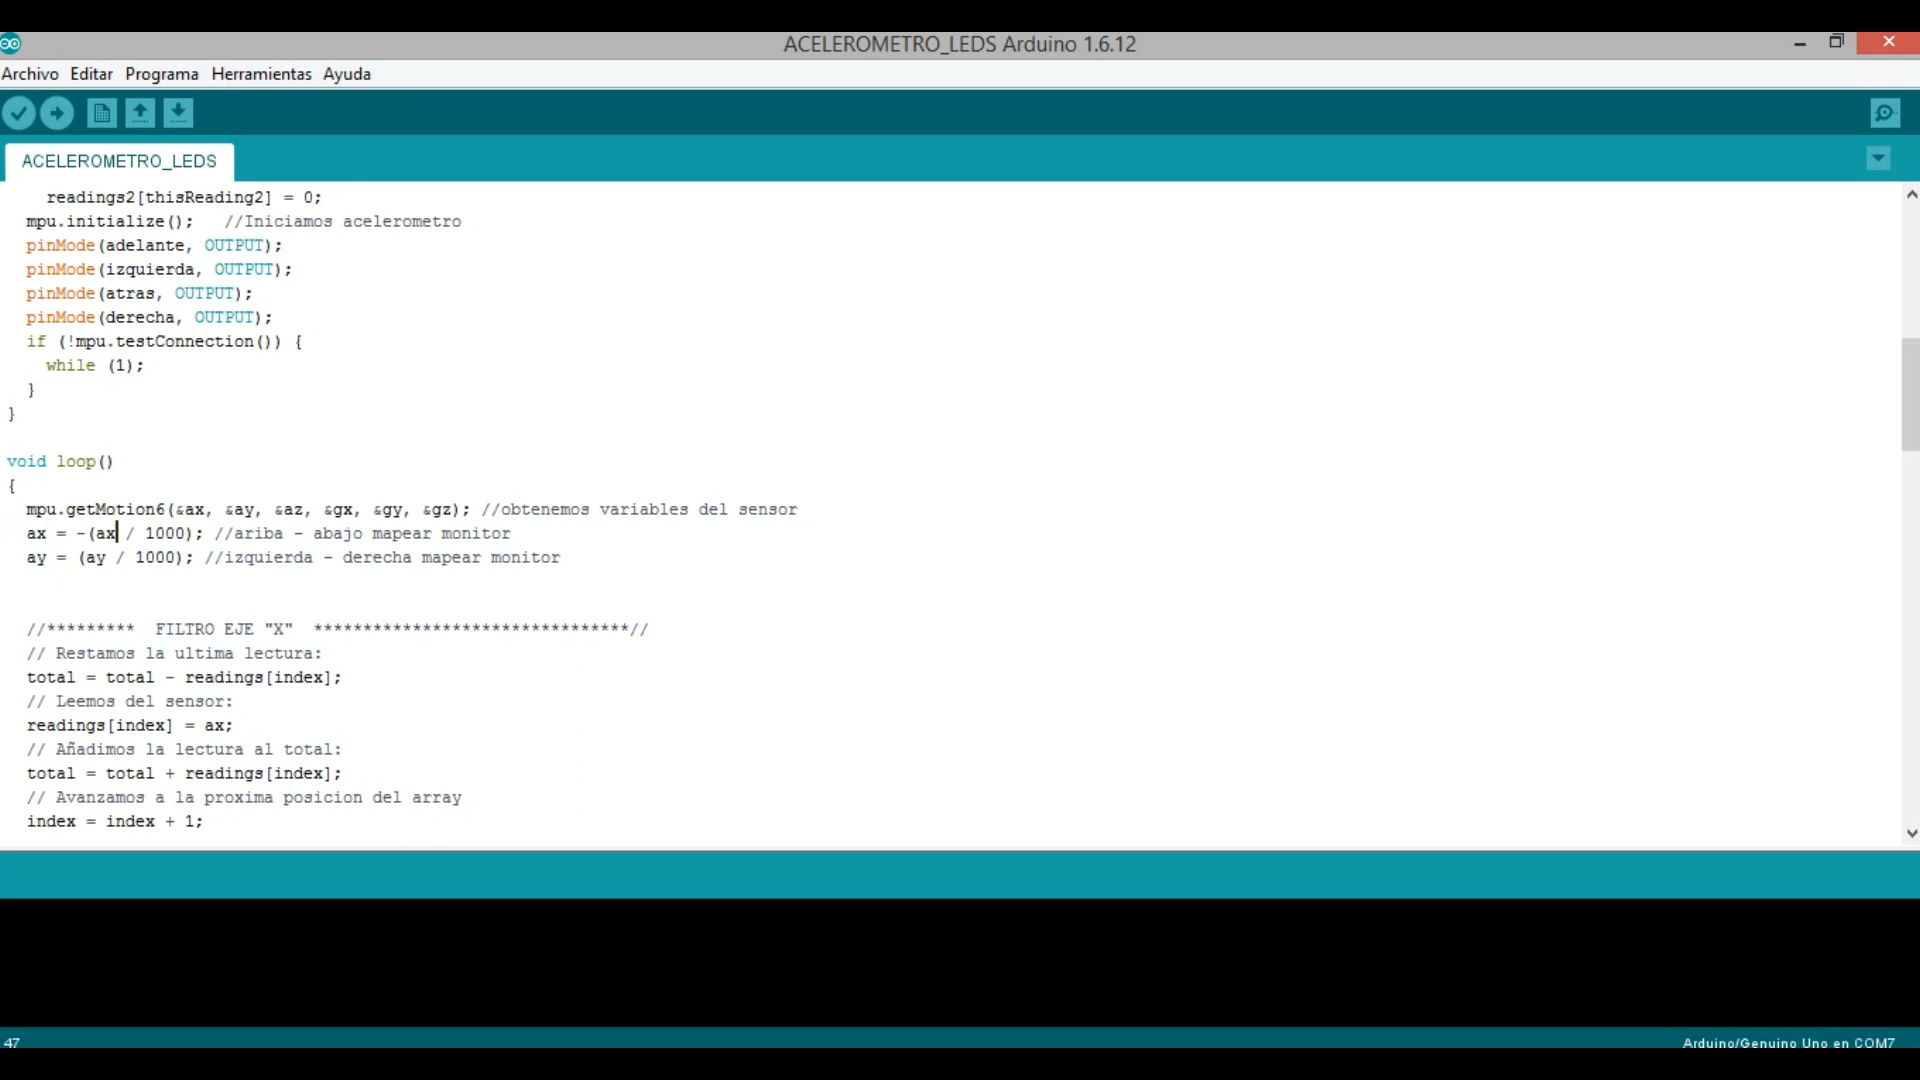 ACELEROMETRO_LEDS Arduino 1.6.12
Archivo Editar Programa Herramientas Ayuda
ACELEROMETRO_LEDS
readings2[thisReading2] = 0;
mpu.initialize();   //Iniciamos acelerometro
pinMode(adelante, OUTPUT);
pinMode(izquierda, OUTPUT);
pinMode(atras, OUTPUT);
pinMode(derecha, OUTPUT);
if (!mpu.testConnection()) {
while (1);
}
}
void loop()
{
mpu.getMotion6(&ax, &ay, &az, &gx, &gy, &gz); //obtenemos variables del sensor
ax = -(ax / 1000); //ariba - abajo mapear monitor
ay = (ay / 1000); //izquierda - derecha mapear monitor
//*********  FILTRO EJE "X"  ********************************//
// Restamos la ultima lectura:
total = total - readings[index];
// Leemos del sensor:
readings[index] = ax;
// Añadimos la lectura al total:
total = total + readings[index];
// Avanzamos a la proxima posicion del array
index = index + 1;
47
Arduino/Genuino Uno en COM7